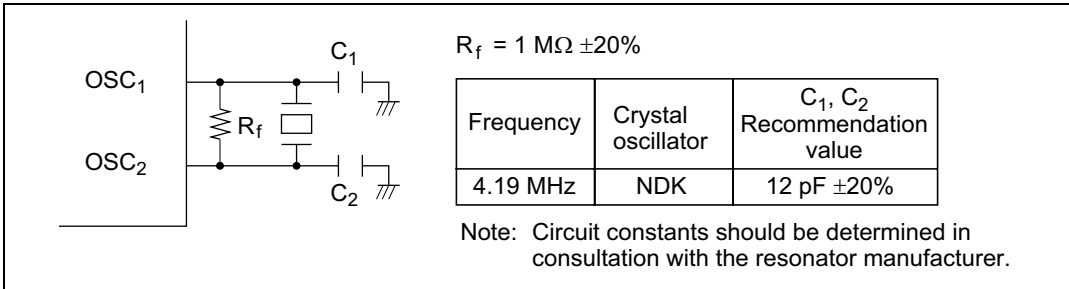 OSC1
OSC2
Rf
C1
C2
Rf = 1 MΩ ±20%
Frequency
Crystal
oscillator
C1, C2
Recommendation
value
4.19 MHz
NDK
12 pF ±20%
Note: Circuit constants should be determined in
consultation with the resonator manufacturer.